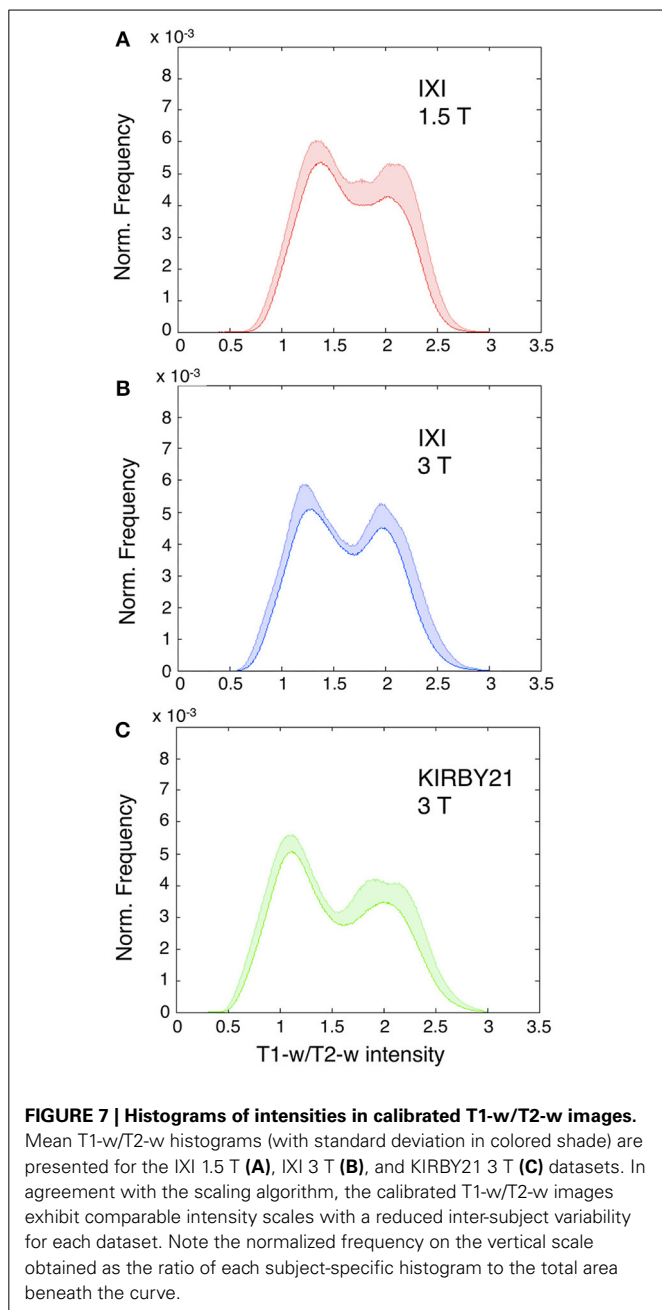 A
x 10-3
IXI
1.5 T
Norm. Frequency
8
7
6
5
4
3
2
1
0
0 0.5 1 1.5 2 2.5 3 3.5
B
x 10-3
IXI
3 T
Norm. Frequency
8
7
6
5
4
3
2
1
0
0 0.5 1 1.5 2 2.5 3 3.5
C
x 10-3
KIRBY21
3 T
Norm. Frequency
8
7
6
5
4
3
2
1
0
0 0.5 1 1.5 2 2.5 3 3.5
T1-w/T2-w intensity
FIGURE 7 | Histograms of intensities in calibrated T1-w/T2-w images.
Mean T1-w/T2-w histograms (with standard deviation in colored shade) are
presented for the IXI 1.5 T (A), IXI 3 T (B), and KIRBY21 3 T (C) datasets. In
agreement with the scaling algorithm, the calibrated T1-w/T2-w images
exhibit comparable intensity scales with a reduced inter-subject variability
for each dataset. Note the normalized frequency on the vertical scale
obtained as the ratio of each subject-specific histogram to the total area
beneath the curve.